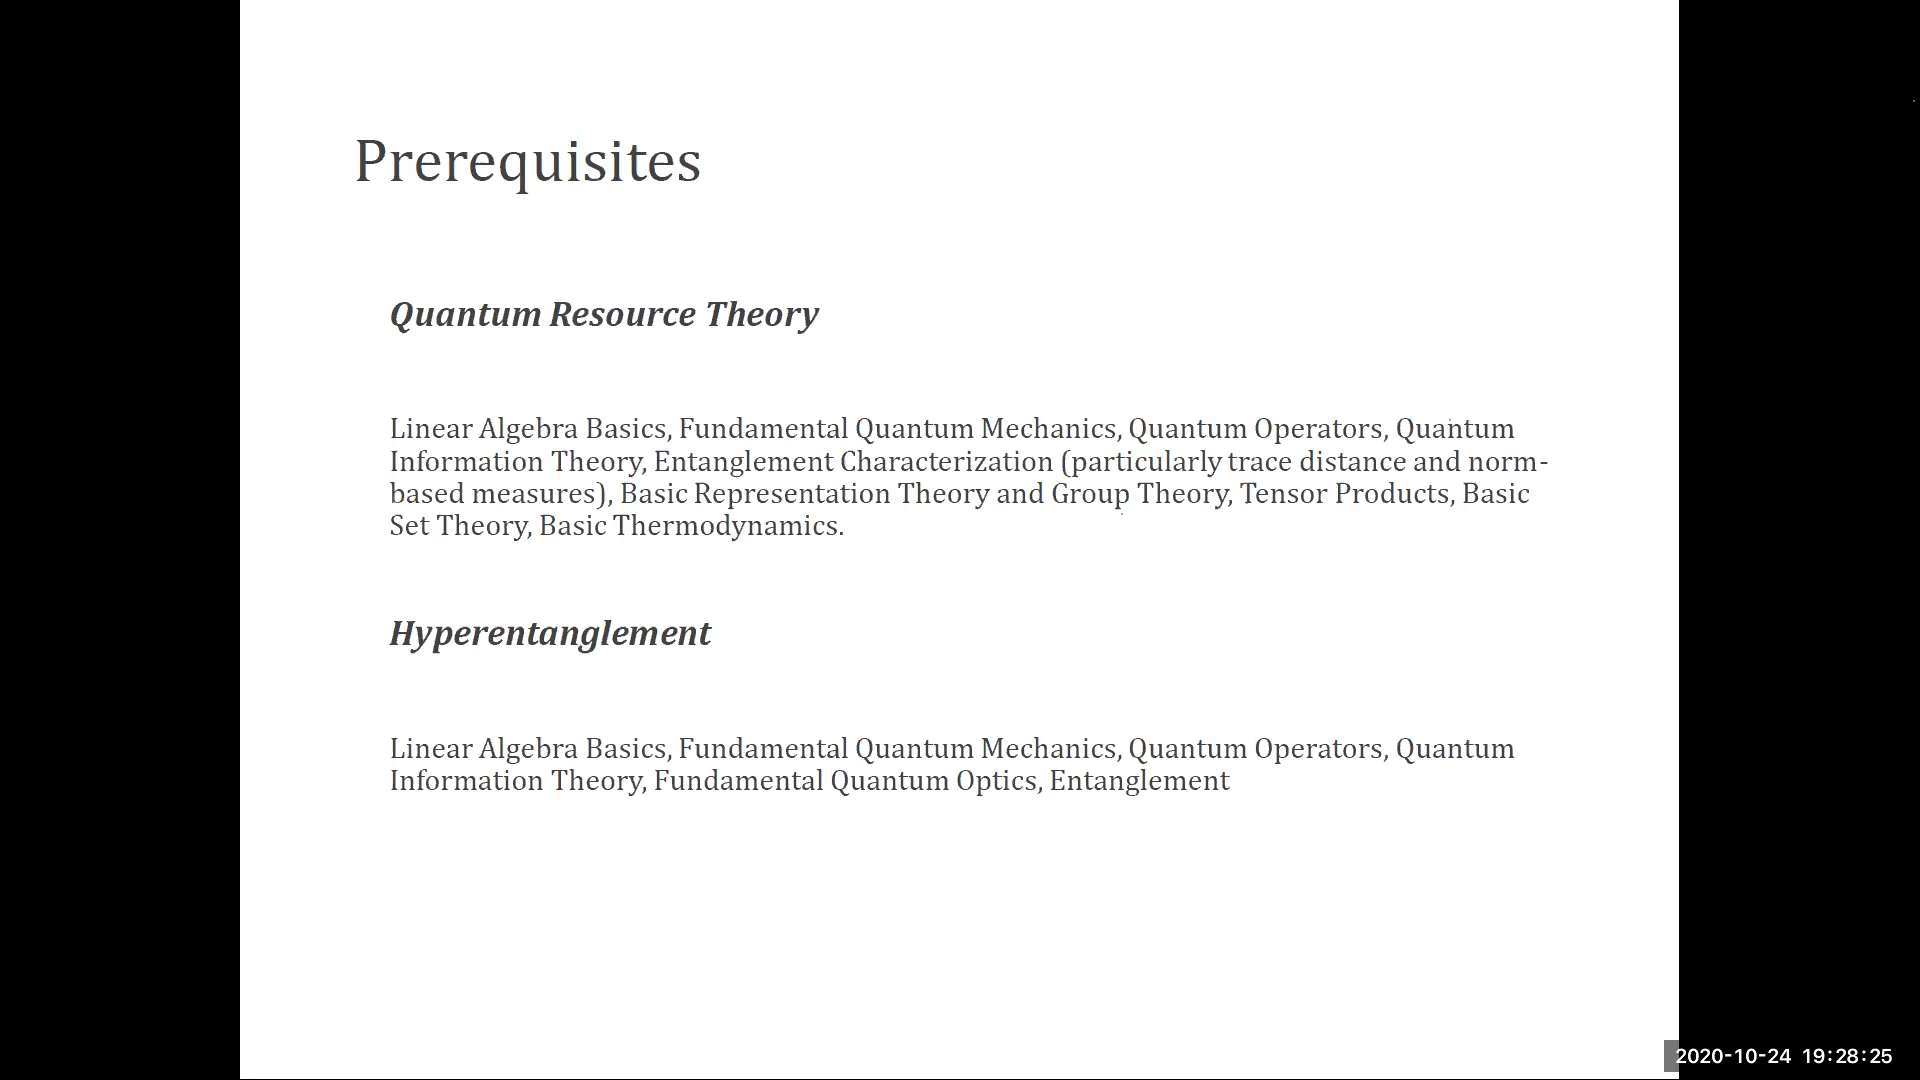 Prerequisites
Quantum Resource Theory
Linear Algebra Basics, Fundamental Quantum Mechanics, Quantum Operators, Quantum
Information Theory, Entanglement Characterization (particularly trace distance and norm-
based measures), Basic Representation Theory and Group Theory, Tensor Products, Basic
Set Theory, Basic Thermodynamics.
Hyperentanglement
Linear Algebra Basics, Fundamental Quantum Mechanics, Quantum Operators, Quantum
Information Theory, Fundamental Quantum Optics, Entanglement
2020-10-24 19:28:25